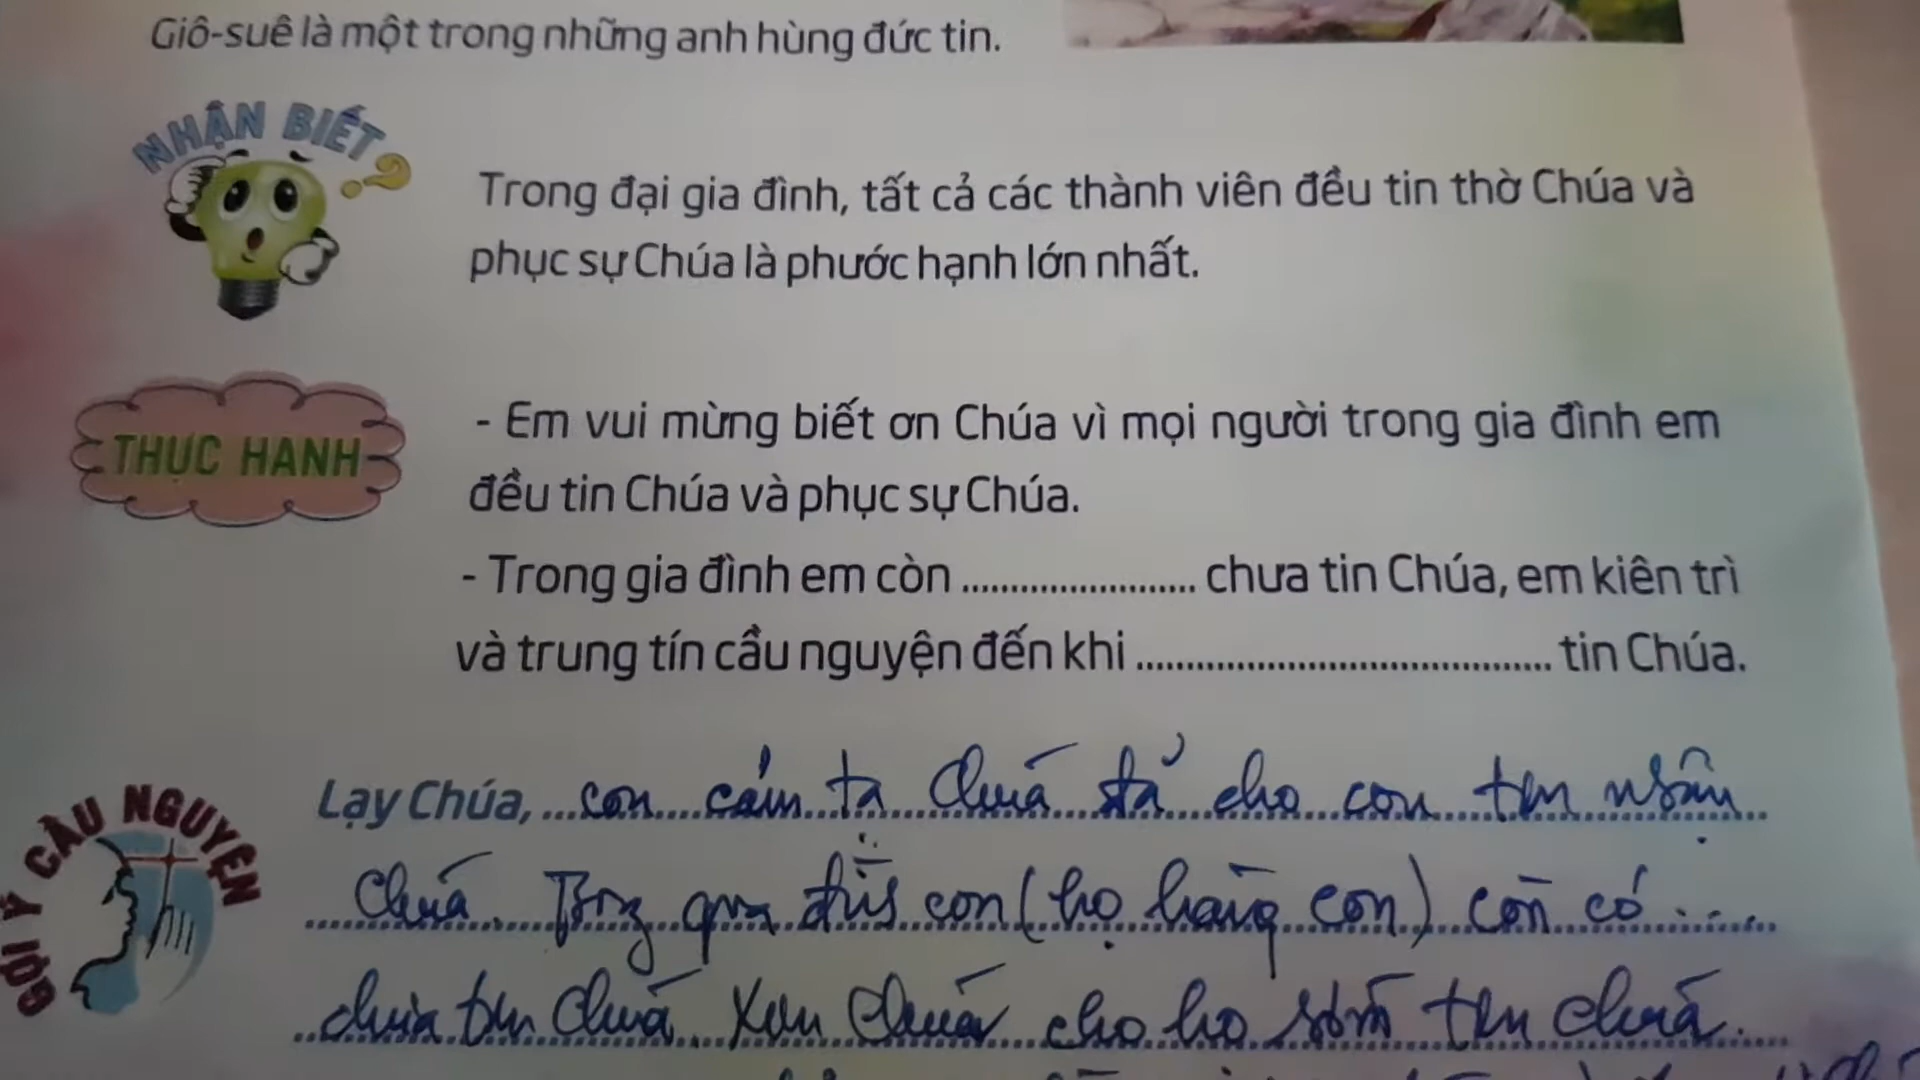 Giô-suê là một trong những anh hùng đức tin.
NHẬN BIẾT?
Trong đại gia đình, tất cả các thành viên đều tin thờ Chúa và
phục sự Chúa là phước hạnh lớn nhất.
THỰC HÀNH
- Em vui mừng biết ơn Chúa vì mọi người trong gia đình em
đều tin Chúa và phục sự Chúa.
- Trong gia đình em còn ........................ chưa tin Chúa, em kiên trì
và trung tín cầu nguyện đến khi .......................................... tin Chúa.
GỢI Ý CẦU NGUYỆN
Lạy Chúa, con cảm tạ Chúa đã cho con tin nhận
Chúa. Trong gia đình con (họ hàng con) còn có .....
chưa tin Chúa. Xin Chúa cho họ sớm tin Chúa.